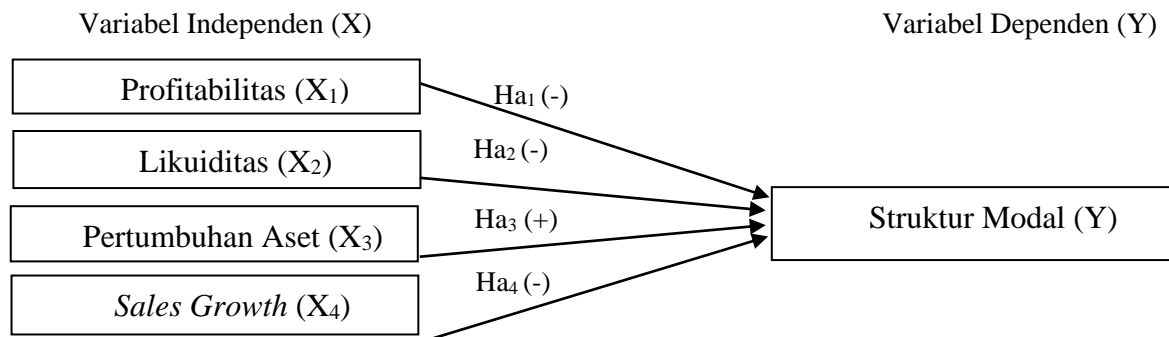 Variabel Independen (X)
Variabel Dependen (Y)
Profitabilitas (X₁)
Ha₁ (-)
Likuiditas (X₂)
Ha₂ (-)
Pertumbuhan Aset (X₃)
Ha₃ (+)
Struktur Modal (Y)
Sales Growth (X₄)
Ha₄ (-)